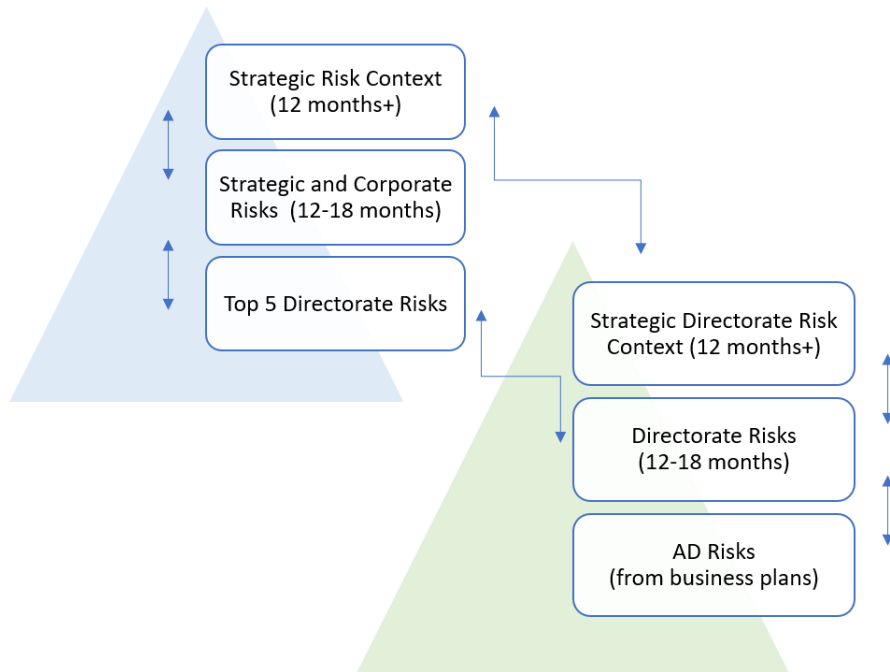 Strategic Risk Context
(12 months+)
Strategic and Corporate
Risks  (12-18 months)
Top 5 Directorate Risks
Strategic Directorate Risk
Context (12 months+)
Directorate Risks
(12-18 months)
AD Risks
(from business plans)